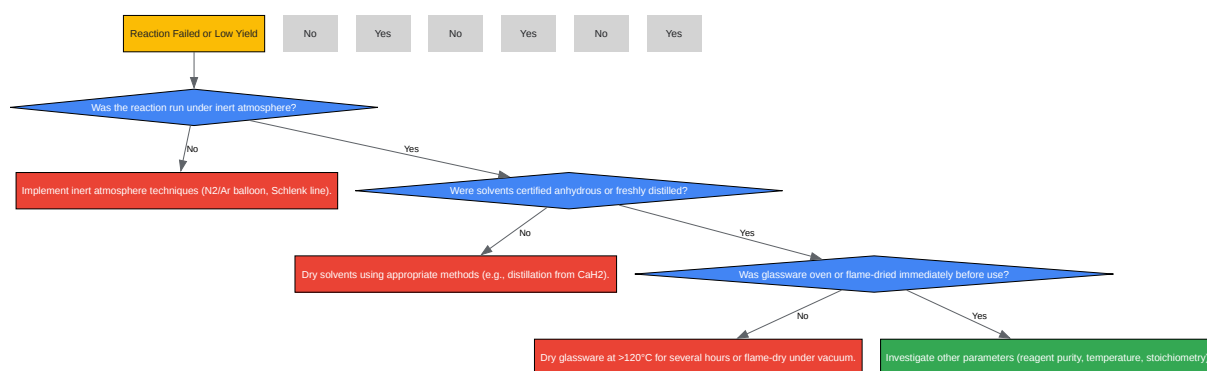 Reaction Failed or Low Yield
No
Yes
No
Yes
No
Yes
Was the reaction run under inert atmosphere?
No
Yes
Implement inert atmosphere techniques (N2/Ar balloon, Schlenk line).
Were solvents certified anhydrous or freshly distilled?
No
Yes
Dry solvents using appropriate methods (e.g., distillation from CaH2).
Was glassware oven or flame-dried immediately before use?
No
Yes
Dry glassware at >120°C for several hours or flame-dry under vacuum.
Investigate other parameters (reagent purity, temperature, stoichiometry)